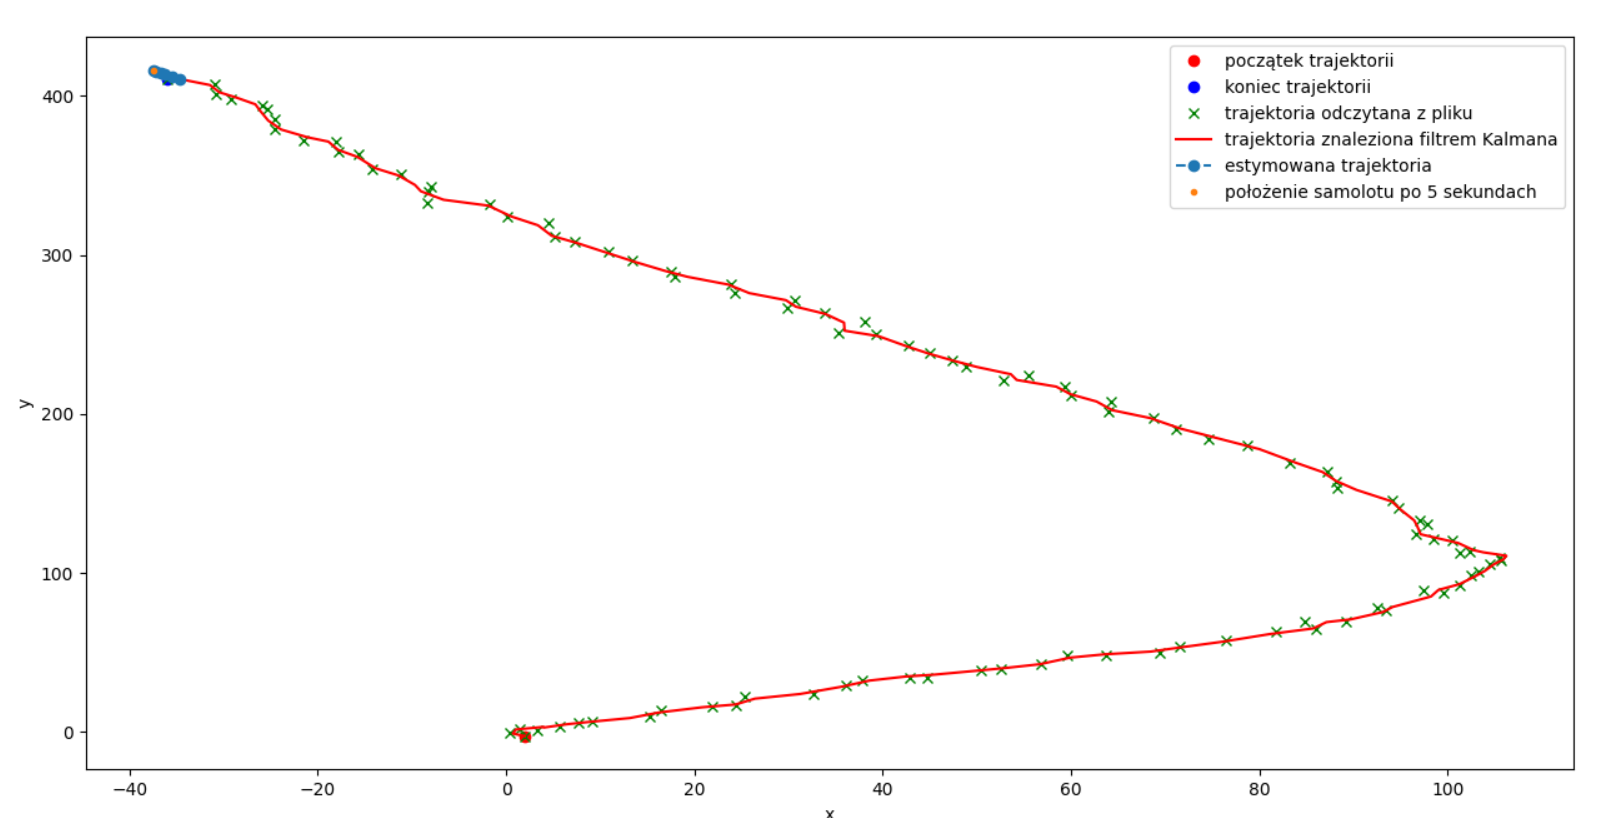 początek trajektorii
koniec trajektorii
trajektoria odczytana z pliku
trajektoria znaleziona filtrem Kalmana
estymowana trajektoria
położenie samolotu po 5 sekundach
400
300
200
100
0
y
−40
−20
0
20
40
60
80
100
x